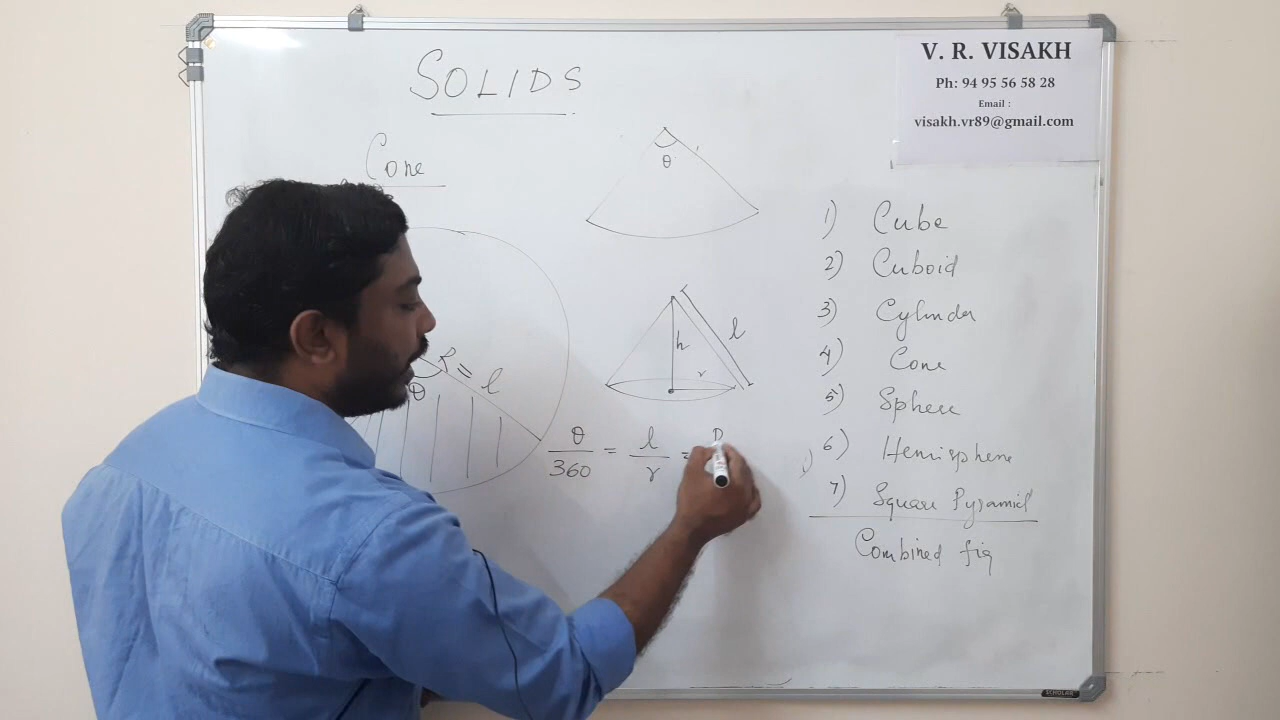 SOLIDS
V. R. VISAKH
Ph: 94 95 56 58 28
Email :
visakh.vr89@gmail.com
Cone
θ
1) Cube
2) Cuboid
3) Cylinder
4) Cone
5) Sphere
6) Hemisphere
7) Square Pyramid
Combined fig
h
l
r
R = l
θ
θ/360 = l/r =
SCHOLAR